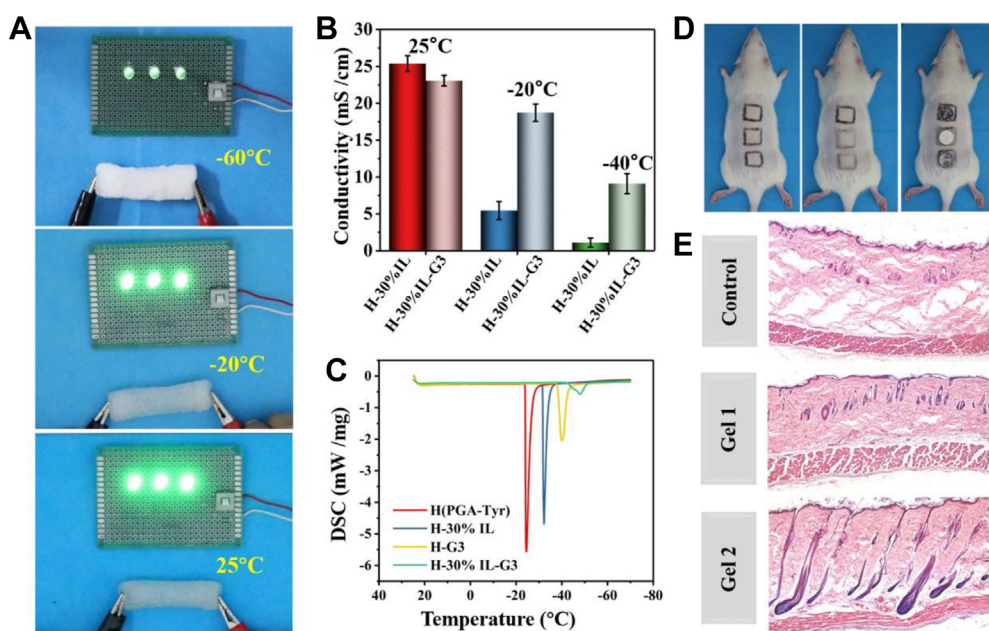 A
-60°C
-20°C
25°C
B
Conductivity (mS /cm)
30
25
20
15
10
5
0
25°C
-20°C
-40°C
H-30%IL
H-30%IL-G3
H-30%IL
H-30%IL-G3
H-30%IL
H-30%IL-G3
C
DSC (mW /mg)
0
-1
-2
-3
-4
-5
-6
H(PGA-Tyr)
H-30% IL
H-G3
H-30% IL-G3
40 20 0 -20 -40 -60 -80
Temperature (°C)
D
E
Control
Gel 1
Gel 2